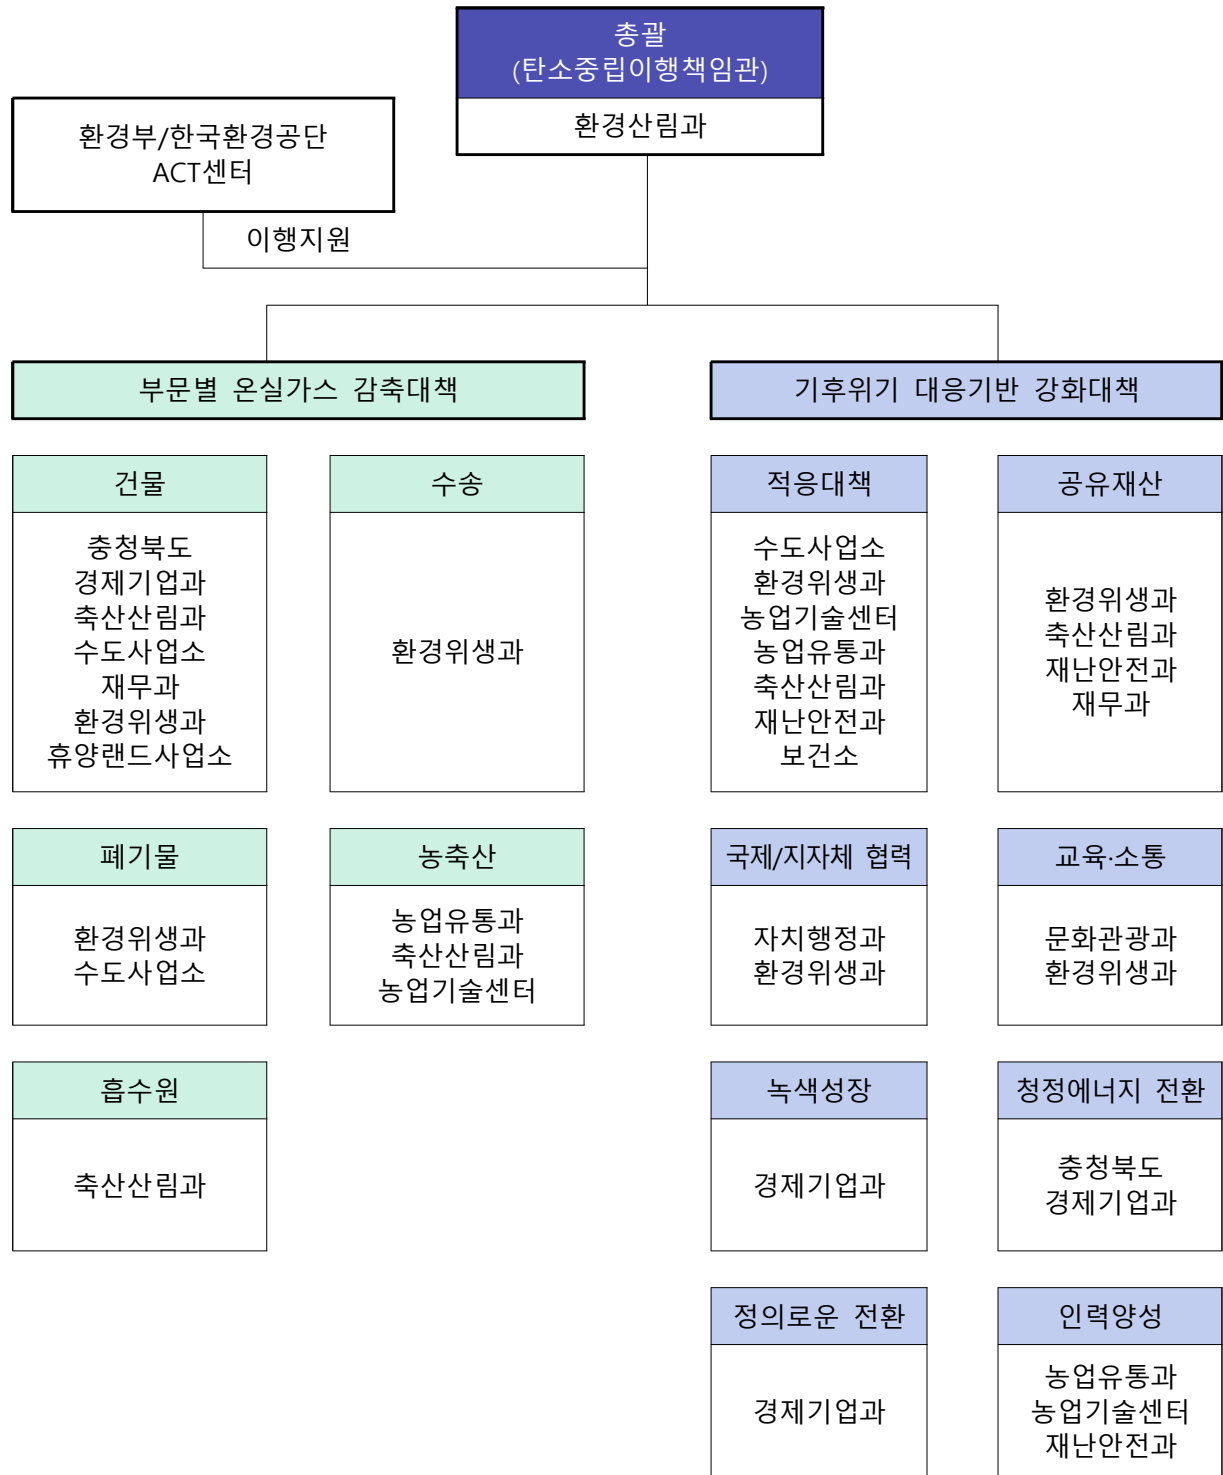 총괄
(탄소중립이행책임관)
환경산림과
환경부/한국환경공단
ACT센터
이행지원
부문별 온실가스 감축대책
기후위기 대응기반 강화대책
건물
충청북도
경제기업과
축산산림과
수도사업소
재무과
환경위생과
휴양랜드사업소
수송
환경위생과
적응대책
수도사업소
환경위생과
농업기술센터
농업유통과
축산산림과
재난안전과
보건소
공유재산
환경위생과
축산산림과
재난안전과
재무과
폐기물
환경위생과
수도사업소
농축산
농업유통과
축산산림과
농업기술센터
국제/지자체 협력
자치행정과
환경위생과
교육·소통
문화관광과
환경위생과
흡수원
축산산림과
녹색성장
경제기업과
청정에너지 전환
충청북도
경제기업과
정의로운 전환
경제기업과
인력양성
농업유통과
농업기술센터
재난안전과